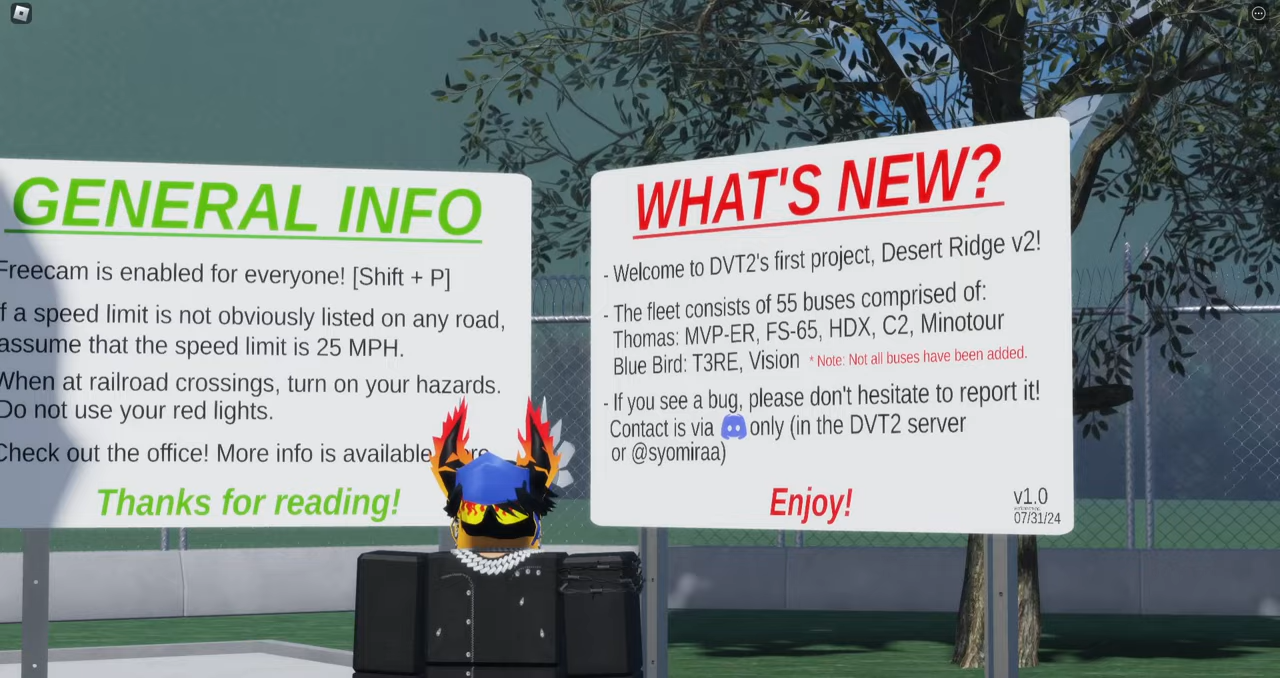 GENERAL INFO
Freecam is enabled for everyone! [Shift + P]
If a speed limit is not obviously listed on any road,
assume that the speed limit is 25 MPH.
When at railroad crossings, turn on your hazards.
Do not use your red lights.
Check out the office! More info is available
Thanks for reading!
WHAT'S NEW?
- Welcome to DVT2's first project, Desert Ridge v2!
- The fleet consists of 55 buses comprised of:
Thomas: MVP-ER, FS-65, HDX, C2, Minotour
Blue Bird: T3RE, Vision * Note: Not all buses have been added.
- If you see a bug, please don't hesitate to report it!
Contact is via only (in the DVT2 server
or @syomiraa)
Enjoy!
v1.0
07/31/24